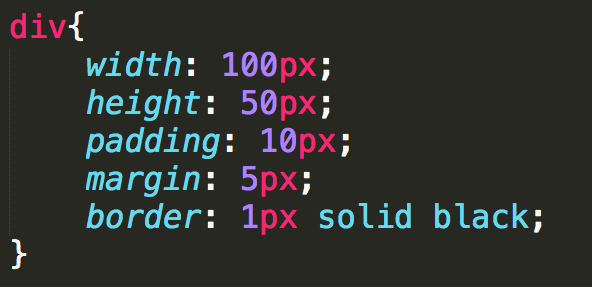 div{
    width: 100px;
    height: 50px;
    padding: 10px;
    margin: 5px;
    border: 1px solid black;
}